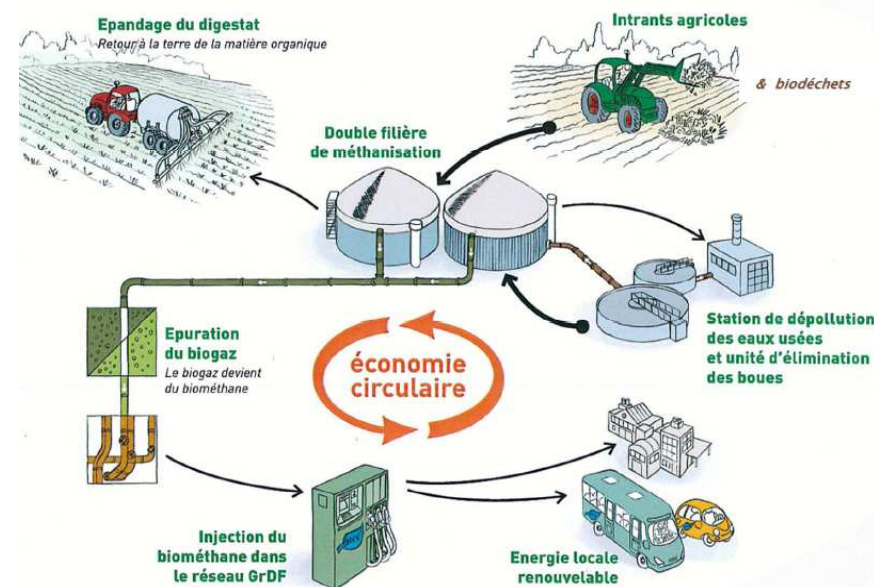 Epandage du digestat
Retour à la terre de la matière organique
Intrants agricoles
& biodéchets
Double filière
de méthanisation
Station de dépollution
des eaux usées
et unité d'élimination
des boues
Epuration
du biogaz
Le biogaz devient
du biométhane
économie
circulaire
Injection du
biométhane dans
le réseau GrDF
Energie locale
renouvelable